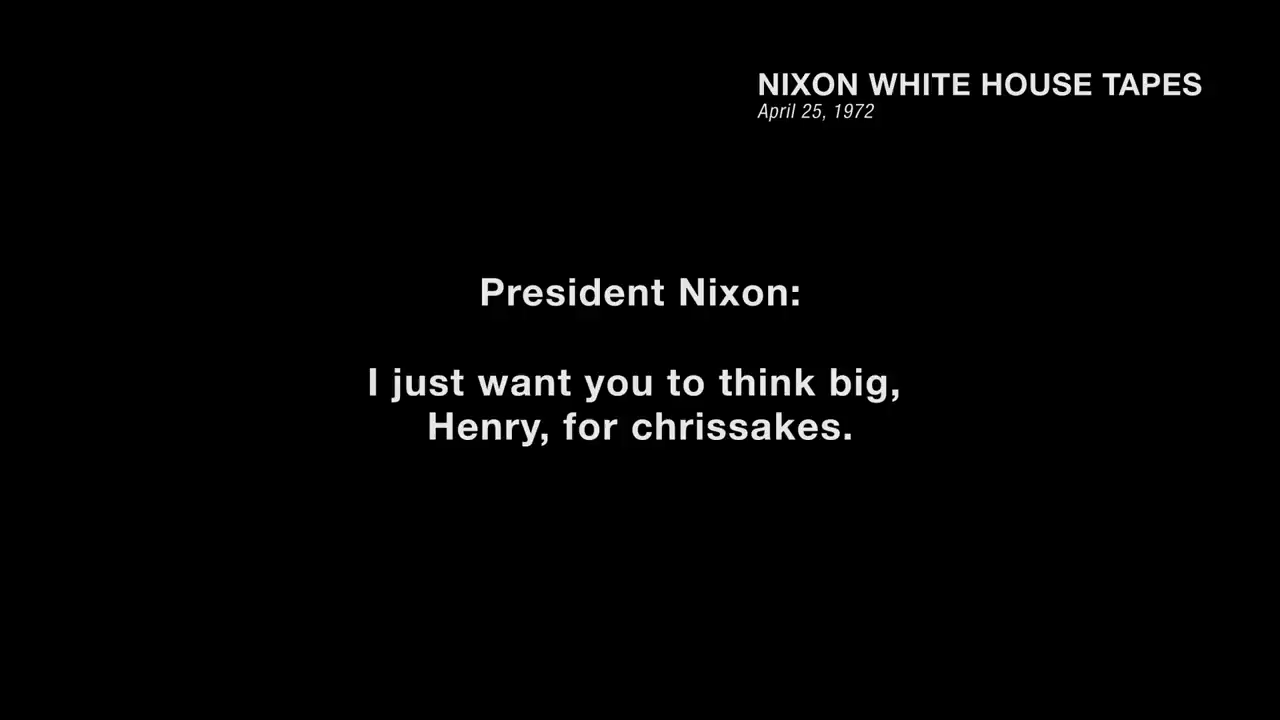 NIXON WHITE HOUSE TAPES
April 25, 1972
President Nixon:
I just want you to think big,
Henry, for chrissakes.